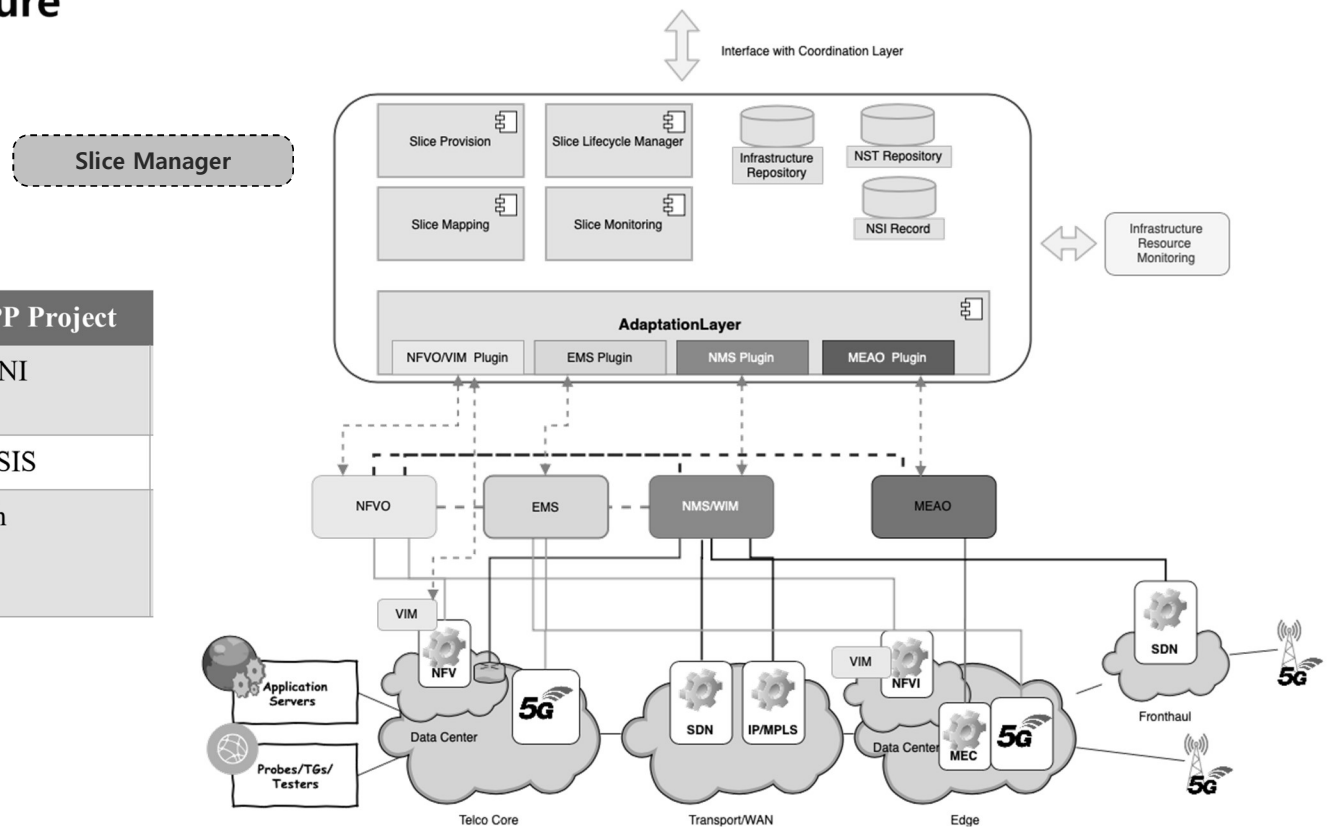 ure
Interface with Coordination Layer
Slice Manager
Slice Provision
Slice Lifecycle Manager
Infrastructure
Repository
NST Repository
Slice Mapping
Slice Monitoring
NSI Record
Infrastructure
Resource
Monitoring
P Project
NI
SIS
AdaptationLayer
NFVO/VIM Plugin
EMS Plugin
NMS Plugin
MEAO Plugin
NFVO
EMS
NMS/WIM
MEAO
VIM
NFV
5G
Data Center
Application
Servers
Probes/TGs/
Testers
Telco Core
SDN
IP/MPLS
Transport/WAN
VIM
NFVI
Data Center
MEC
5G
Edge
SDN
Fronthaul
5G
5G